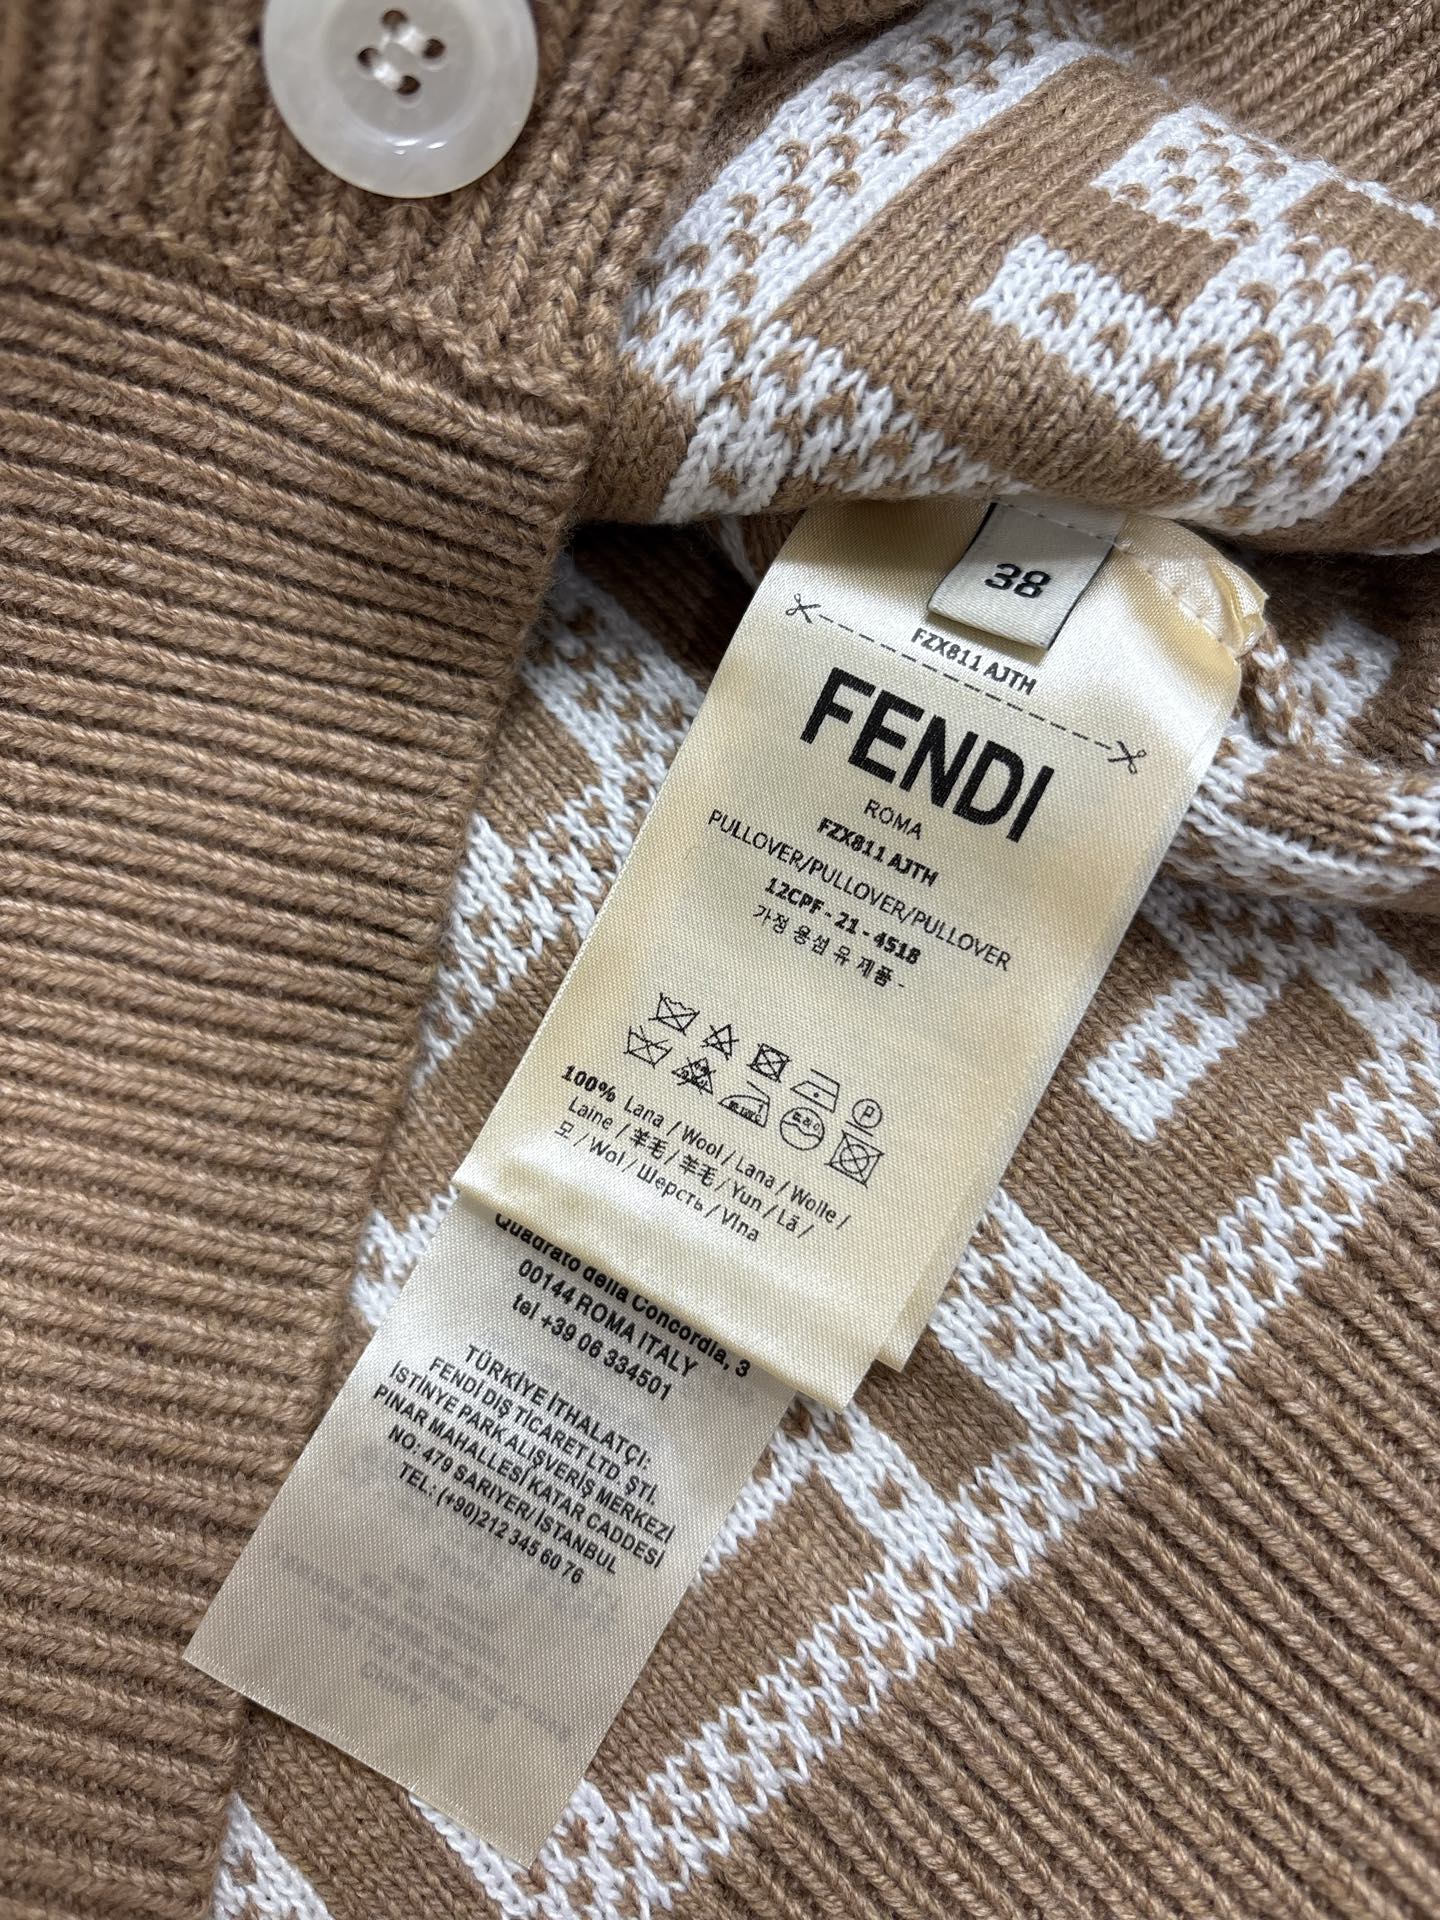 38
FZX811 AJTH
FENDI
ROMA
FZX811 AJTH
PULLOVER/PULLOVER/PULLOVER
12CPF - 21 - 451B
가정 용섬 유 제품 -
P
100% Lana / Wool / Lana / Wolle /
Laine / 羊毛 / 羊毛 / Yun / Lã /
모 / Wol / Шерсть / Vlna
Quadrato della Concordia, 3
00144 ROMA ITALY
tel +39 06 334501
TÜRKİYE İTHALATÇI:
FENDI DIŞ TICARET LTD. ŞTİ.
İSTİNYE PARK ALIŞVERİŞ MERKEZİ
PINAR MAHALLESİ KATAR CADDESİ
NO: 479 SARIYER/ İSTANBUL
TEL: (+90)212 345 60 76